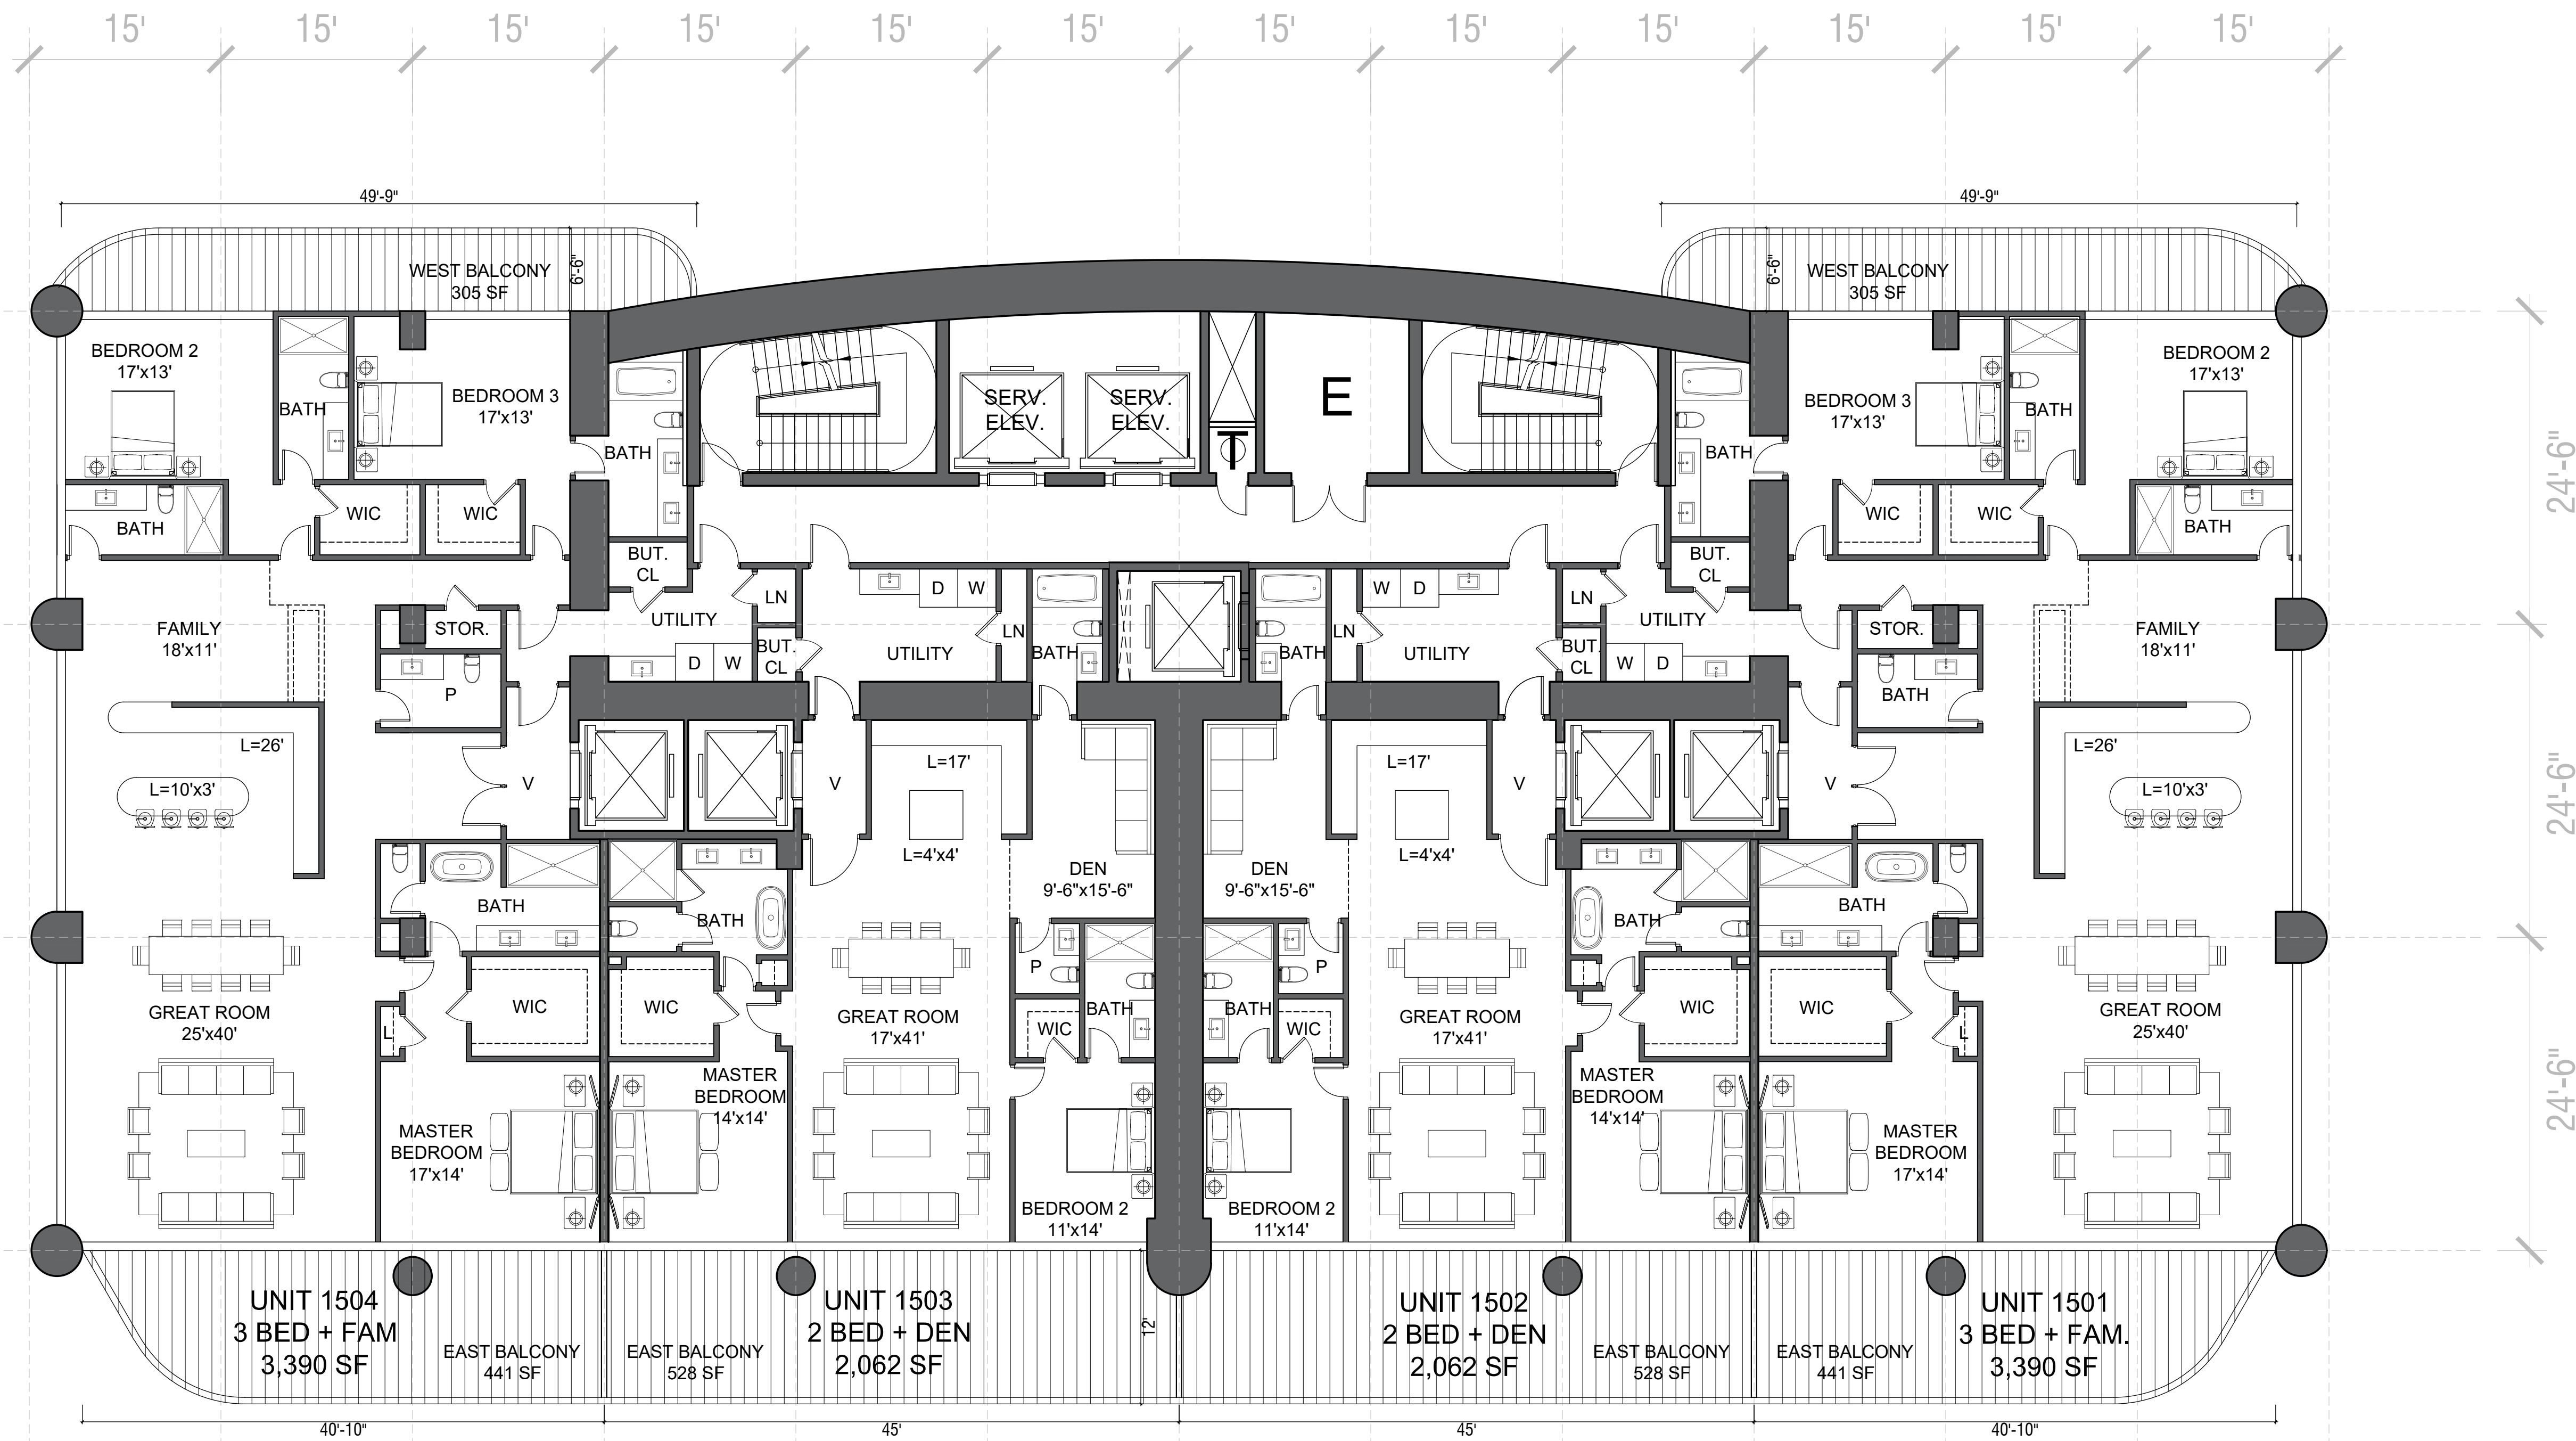 15' 15' 15' 15' 15' 15' 15' 15' 15' 15' 15' 15'
49'-9" 49'-9"
WEST BALCONY
305 SF
6'-6"
6'-6"
WEST BALCONY
305 SF
BEDROOM 2
17'x13'
BATH
BEDROOM 3
17'x13'
BATH
SERV.
ELEV.
SERV.
ELEV.
T
E
BATH
BEDROOM 3
17'x13'
BATH
BEDROOM 2
17'x13'
24'-6"
BATH
WIC
WIC
WIC
WIC
BATH
BUT.
CL
BUT.
CL
FAMILY
18'x11'
STOR.
UTILITY
D W
LN
BUT.
CL
D W
UTILITY
LN
BATH
BATH
LN
W D
UTILITY
LN
BUT.
CL
UTILITY
W D
STOR.
FAMILY
18'x11'
P
BATH
L=26'
L=10'x3'
V
V
L=17'
L=4'x4'
DEN
9'-6"x15'-6"
DEN
9'-6"x15'-6"
L=17'
L=4'x4'
V
V
L=26'
L=10'x3'
24'-6"
BATH
BATH
P
BATH
WIC
P
BATH
WIC
BATH
BATH
GREAT ROOM
25'x40'
L
WIC
WIC
GREAT ROOM
17'x41'
GREAT ROOM
17'x41'
WIC
WIC
L
GREAT ROOM
25'x40'
24'-6"
MASTER
BEDROOM
17'x14'
MASTER
BEDROOM
14'x14'
BEDROOM 2
11'x14'
BEDROOM 2
11'x14'
MASTER
BEDROOM
14'x14'
MASTER
BEDROOM
17'x14'
UNIT 1504
3 BED + FAM
3,390 SF
EAST BALCONY
441 SF
EAST BALCONY
528 SF
UNIT 1503
2 BED + DEN
2,062 SF
12'
UNIT 1502
2 BED + DEN
2,062 SF
EAST BALCONY
528 SF
EAST BALCONY
441 SF
UNIT 1501
3 BED + FAM.
3,390 SF
40'-10" 45' 45' 40'-10"